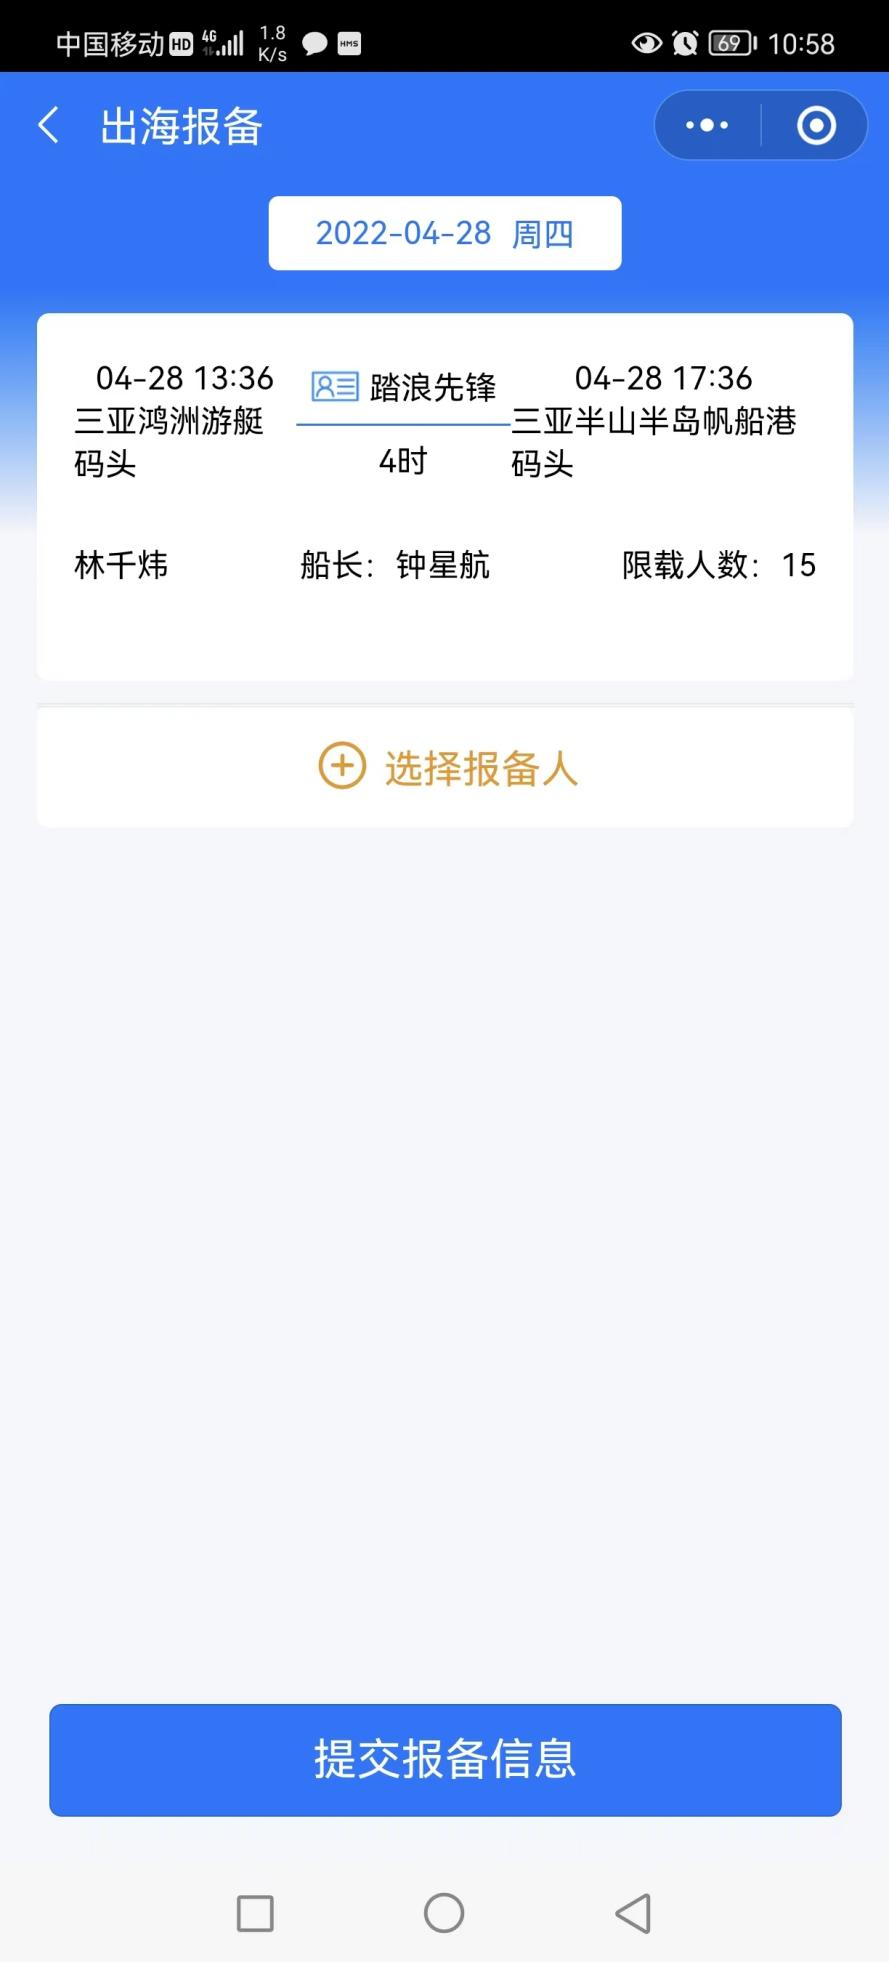 中国移动 HD 4G 1.8 K/s HMS 69 10:58
出海报备
2022-04-28 周四
04-28 13:36 踏浪先锋 04-28 17:36
三亚鸿洲游艇 三亚半山半岛帆船港
码头 4时 码头
林千炜 船长：钟星航 限载人数：15
选择报备人
提交报备信息